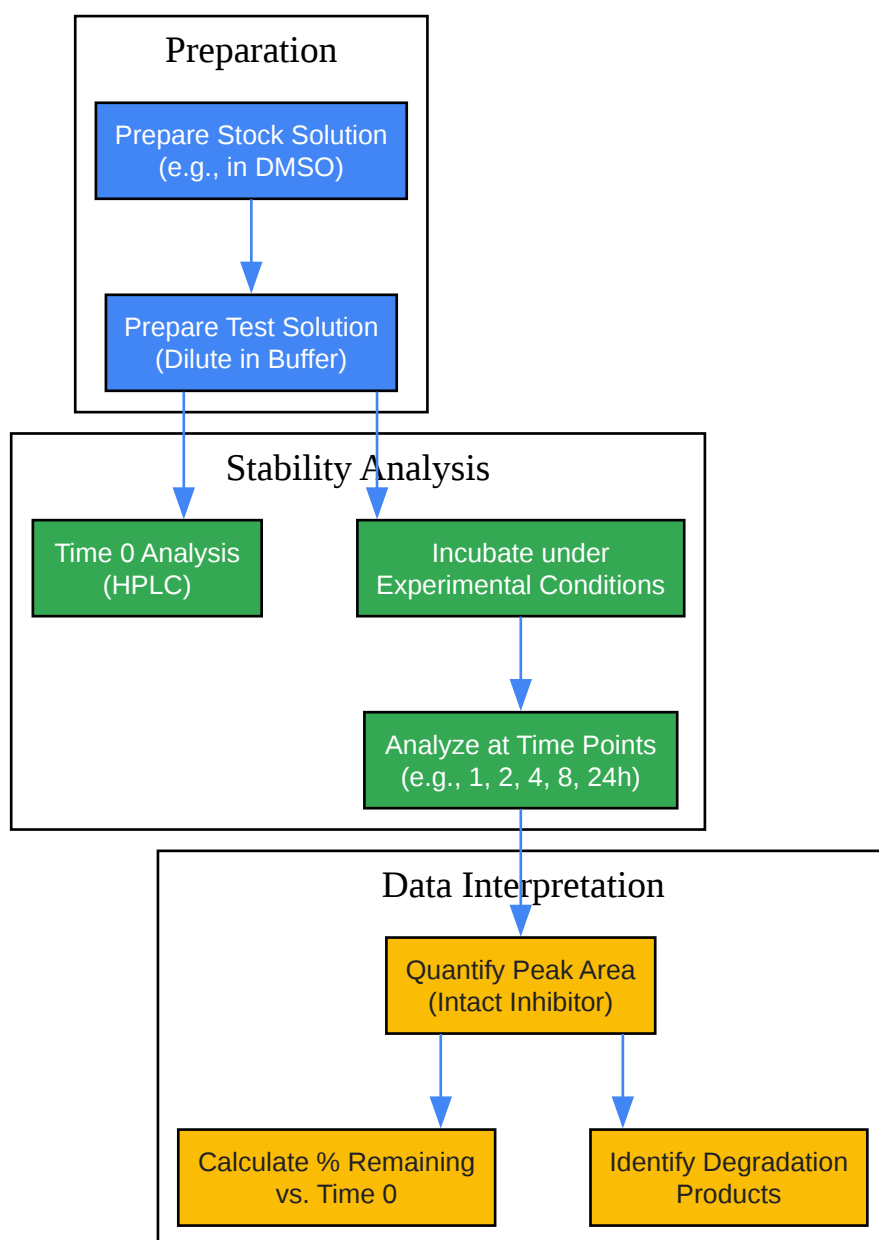 Preparation
Prepare Stock Solution
(e.g., in DMSO)
Prepare Test Solution
(Dilute in Buffer)
Stability Analysis
Time 0 Analysis
(HPLC)
Incubate under
Experimental Conditions
Analyze at Time Points
(e.g., 1, 2, 4, 8, 24h)
Data Interpretation
Quantify Peak Area
(Intact Inhibitor)
Calculate % Remaining
vs. Time 0
Identify Degradation
Products